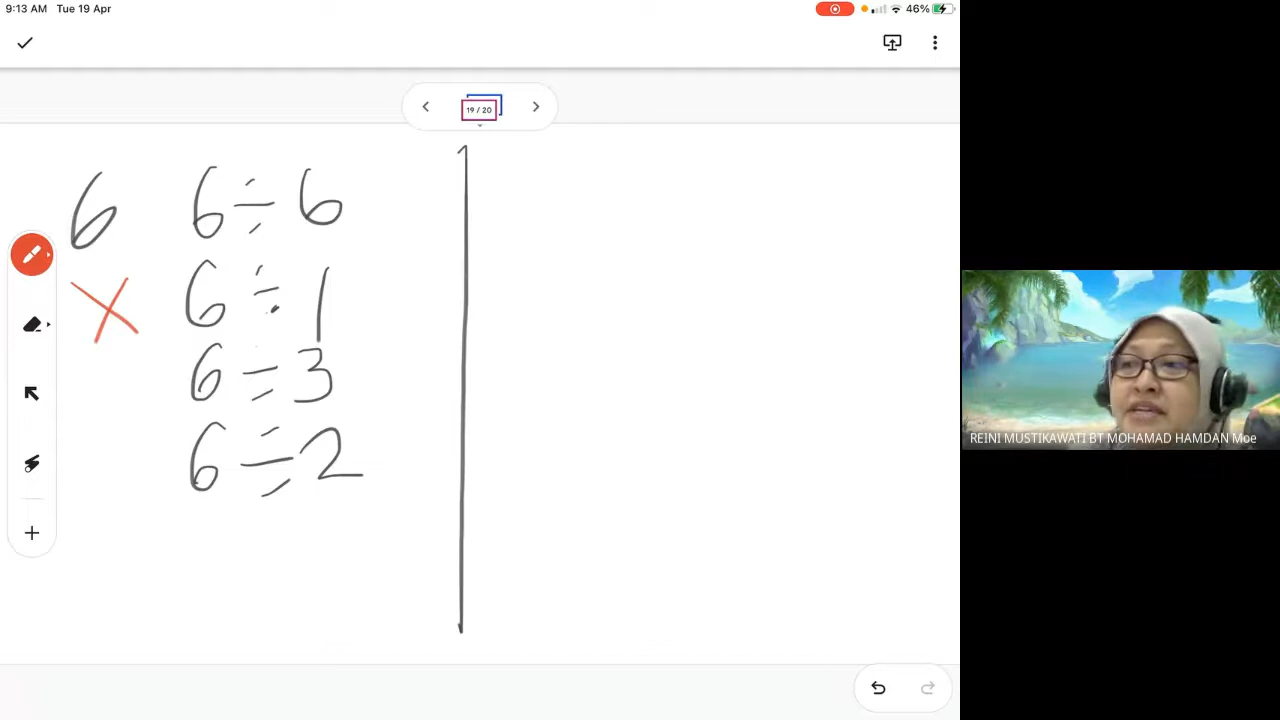 9:13 AM Tue 19 Apr
46%
19 / 20
6 6 ÷ 6
X 6 ÷ 1
6 ÷ 3
6 ÷ 2
REINI MUSTIKAWATI BT MOHAMAD HAMDAN Moe